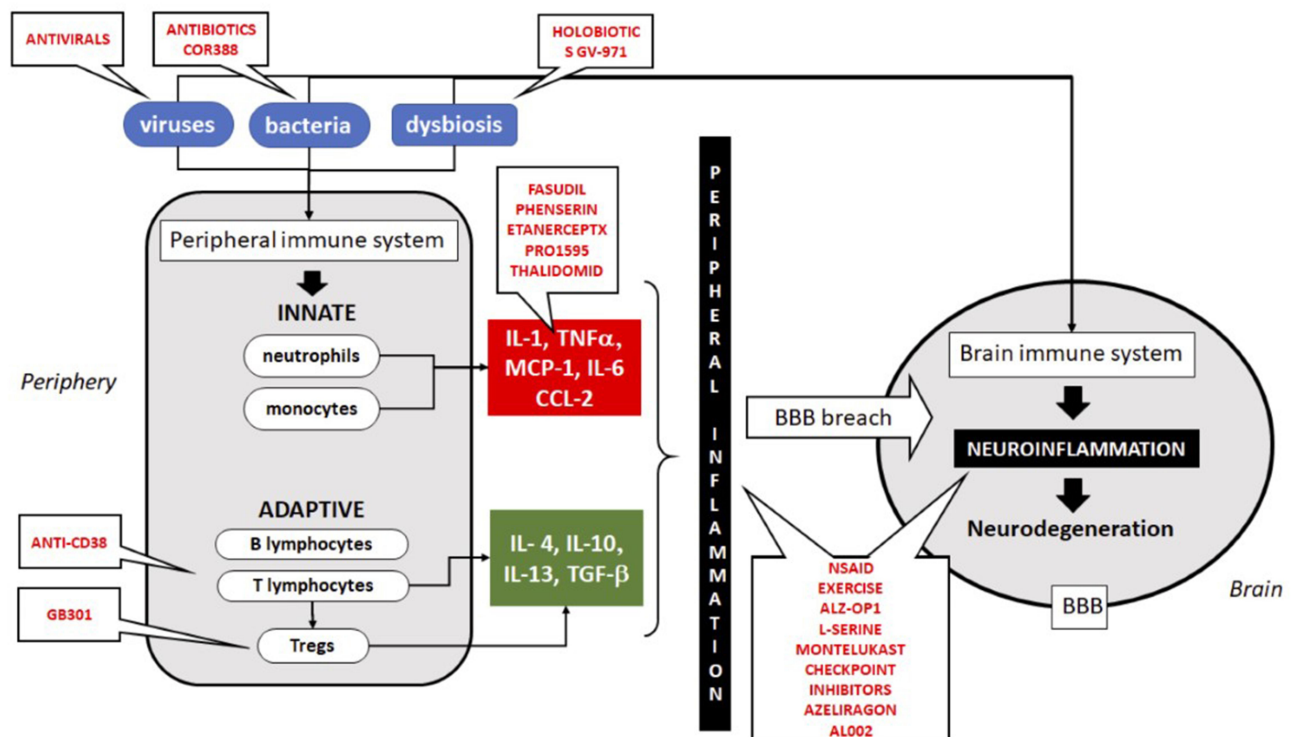 ANTIVIRALS
ANTIBIOTICS
COR388
HOLOBIOTIC
S GV-971
viruses
bacteria
dysbiosis
Peripheral immune system
INNATE
neutrophils
monocytes
Periphery
FASUDIL
PHENSERIN
ETANERCEPTX
PRO1595
THALIDOMID
IL-1, TNFα,
MCP-1, IL-6
CCL-2
ADAPTIVE
B lymphocytes
T lymphocytes
Tregs
ANTI-CD38
GB301
IL- 4, IL-10,
IL-13, TGF-β
PERIPHERAL INFLAMMATION
BBB breach
Brain immune system
NEUROINFLAMMATION
Neurodegeneration
BBB
Brain
NSAID
EXERCISE
ALZ-OP1
L-SERINE
MONTELUKAST
CHECKPOINT
INHIBITORS
AZELIRAGON
AL002